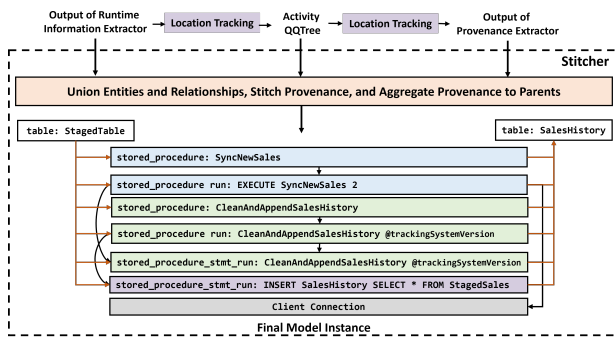 Output of Runtime
Information Extractor
Location Tracking
Activity
QQTree
Location Tracking
Output of
Provenance Extractor
Stitcher
Union Entities and Relationships, Stitch Provenance, and Aggregate Provenance to Parents
table: StagedTable
table: SalesHistory
stored_procedure: SyncNewSales
stored_procedure run: EXECUTE SyncNewSales 2
stored_procedure: CleanAndAppendSalesHistory
stored_procedure run: CleanAndAppendSalesHistory @trackingSystemVersion
stored_procedure_stmt_run: CleanAndAppendSalesHistory @trackingSystemVersion
stored_procedure_stmt_run: INSERT SalesHistory SELECT * FROM StagedSales
Client Connection
Final Model Instance